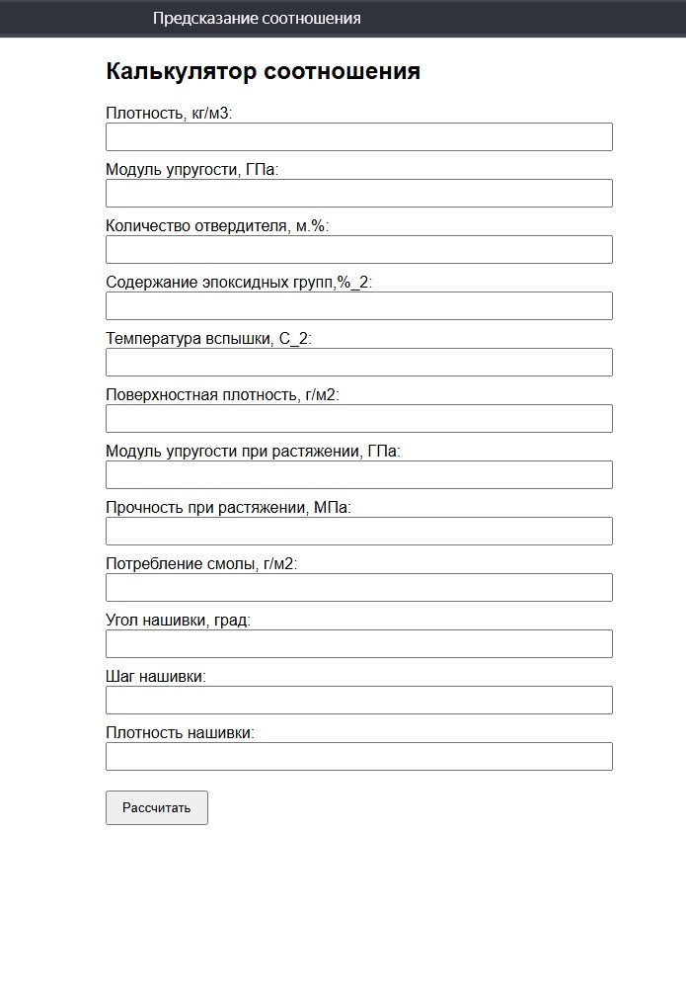 Предсказание соотношения
Калькулятор соотношения
Плотность, кг/м3:
Модуль упругости, ГПа:
Количество отвердителя, м.%:
Содержание эпоксидных групп,%_2:
Температура вспышки, С_2:
Поверхностная плотность, г/м2:
Модуль упругости при растяжении, ГПа:
Прочность при растяжении, МПа:
Потребление смолы, г/м2:
Угол нашивки, град:
Шаг нашивки:
Плотность нашивки:
Рассчитать